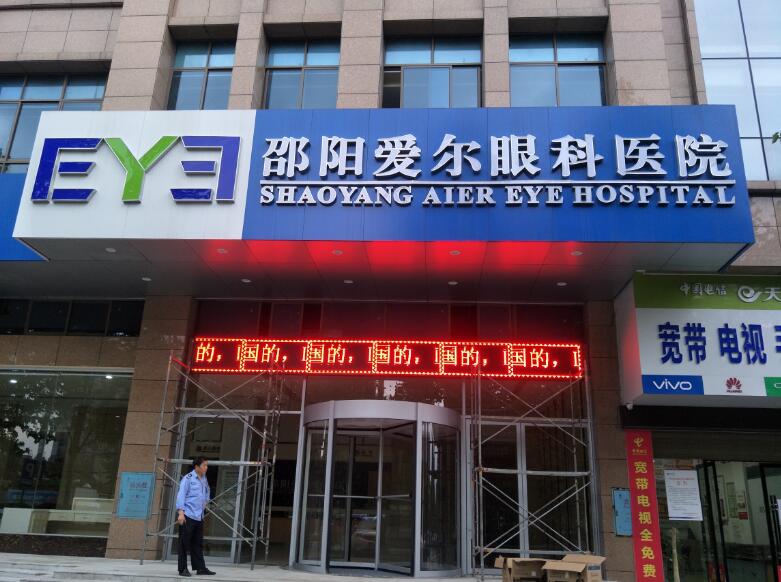 EYE
邵阳爱尔眼科医院
SHAOYANG AIER EYE HOSPITAL
的，国的，国的，国的，国的，国的，
中国电信
天
宽带 电视
vivo
HUAWEI
宽带电视全免费